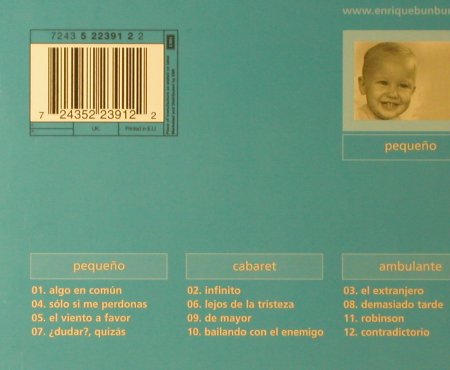 www.enriquebunbu
7243 5 22391 2 2
7 24352 23912 2
UK:
Printed in E.U.
pequeño
pequeño
01. algo en común
04. sólo si me perdonas
05. el viento a favor
07. ¿dudar?, quizás
cabaret
02. infinito
06. lejos de la tristeza
09. de mayor
10. bailando con el enemigo
ambulante
03. el extranjero
08. demasiado tarde
11. robinson
12. contradictorio